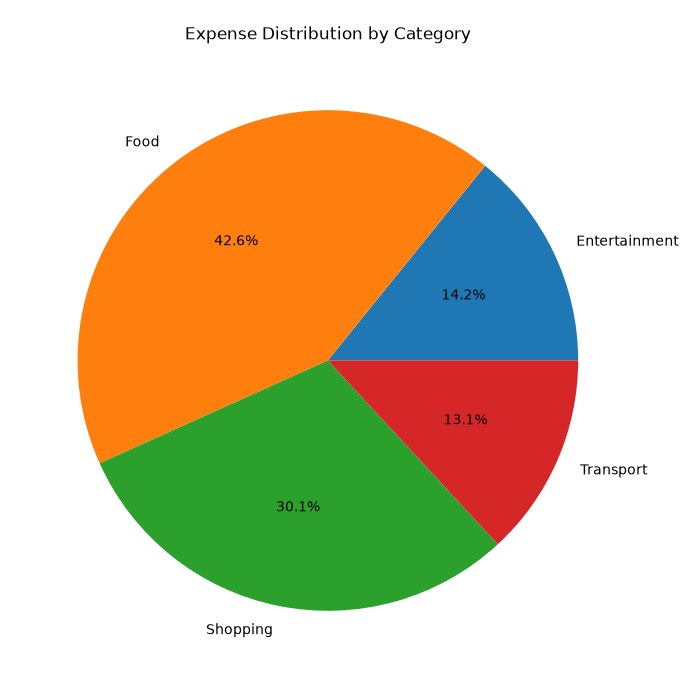 Expense Distribution by Category
Food
42.6%
Entertainment
14.2%
13.1%
Transport
30.1%
Shopping